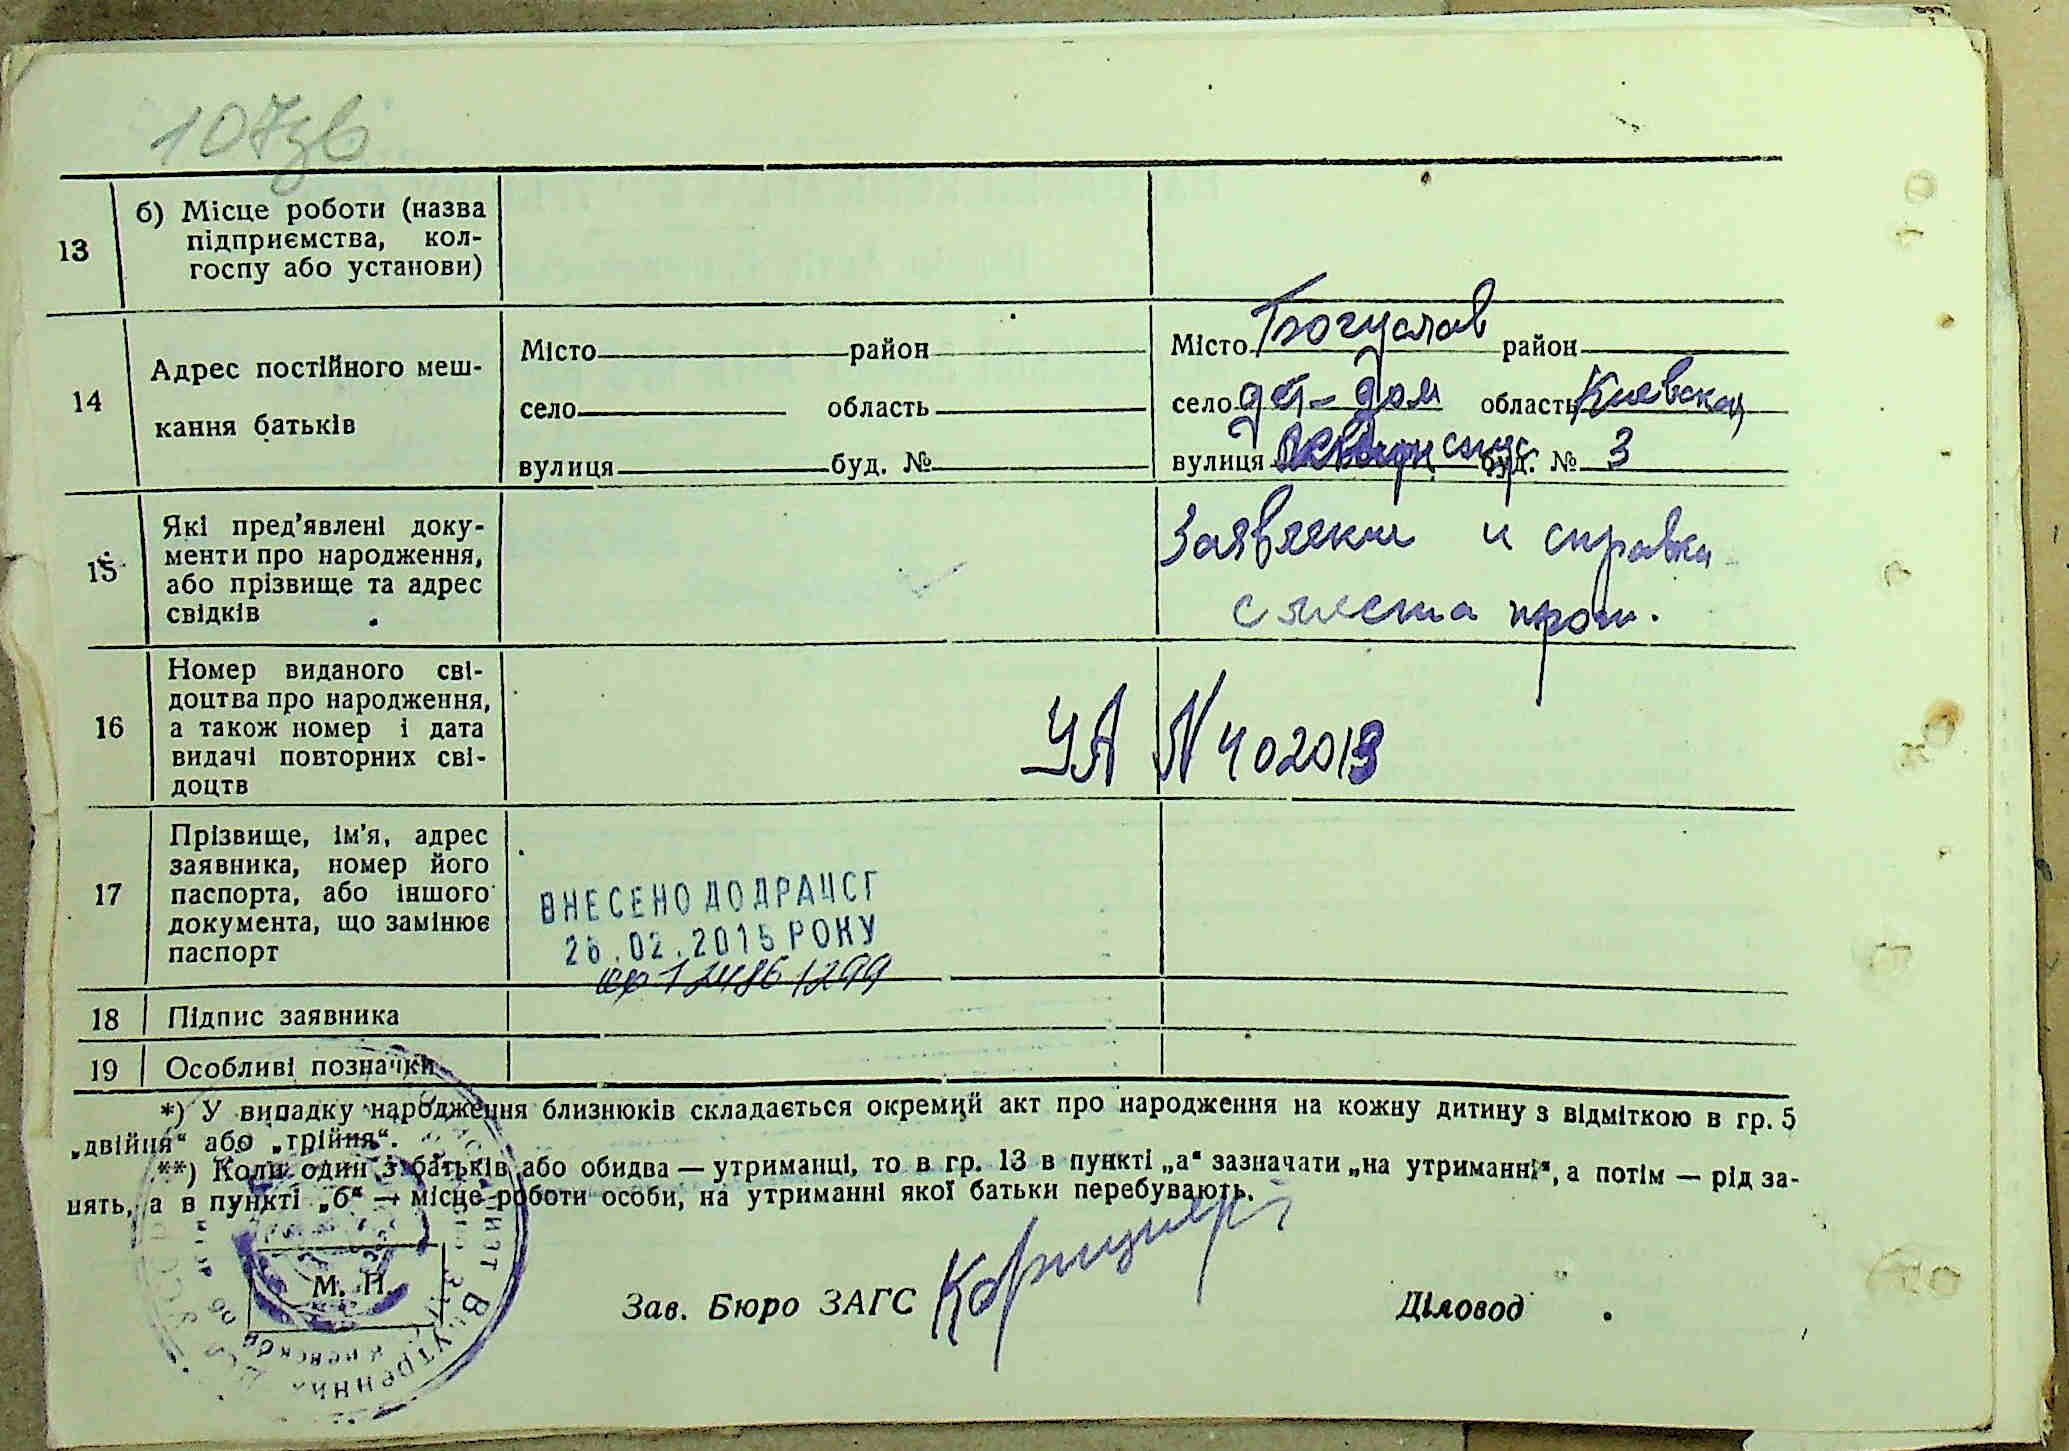 107зв
13 б) Місце роботи (назва
підприємства, кол-
госпу або установи)
14 Адрес постійного меш-
кання батьків
Місто район
село область
вулиця буд. №
Місто Богуслав район
село дет-дом область Киевская
вулиця буд. № 3
15 Які пред'явлені доку-
менти про народження,
або прізвище та адрес
свідків
Заявление и справка
с места
16 Номер виданого сві-
доцтва про народження,
а також номер і дата
видачі повторних сві-
доцтв
УА № 402019
17 Прізвище, ім'я, адрес
заявника, номер його
паспорта, або іншого
документа, що замінює
паспорт
ВНЕСЕНО ДО ДРАЦСГ
26.02.2015 РОКУ
12486 1299
18 Підпис заявника
19 Особливі позначки
*) У випадку народження близнюків складається окремий акт про народження на кожну дитину з відміткою в гр. 5
„двійня“ або „трійня“.
**) Коли один з батьків або обидва — утриманці, то в гр. 13 в пункті „а“ зазначати „на утриманні“, а потім — рід за-
нять, а в пункті „б“ — місце роботи особи, на утриманні якої батьки перебувають.
М. П.
Зав. Бюро ЗАГС
Діловод